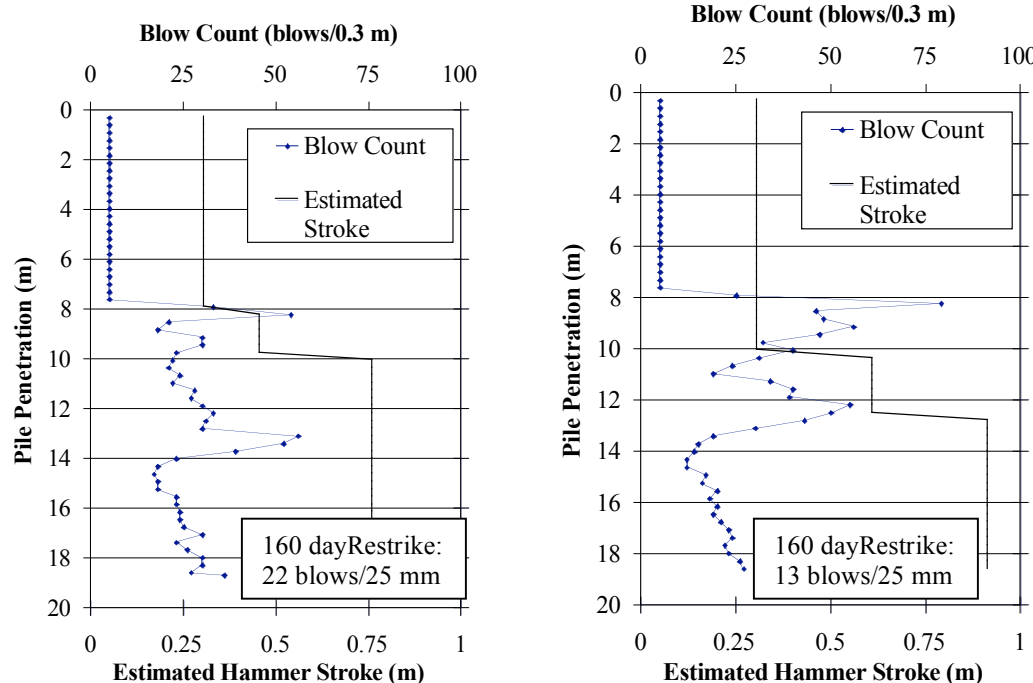 Blow Count (blows/0.3 m)
0 25 50 75 100
0
2
4
6
8
10
12
14
16
18
20
Pile Penetration (m)
Blow Count
Estimated
Stroke
160 dayRestrike:
22 blows/25 mm
0 0.25 0.5 0.75 1
Estimated Hammer Stroke (m)
Blow Count (blows/0.3 m)
0 25 50 75 100
0
2
4
6
8
10
12
14
16
18
20
Pile Penetration (m)
Blow Count
Estimated
Stroke
160 dayRestrike:
13 blows/25 mm
0 0.25 0.5 0.75 1
Estimated Hammer Stroke (m)